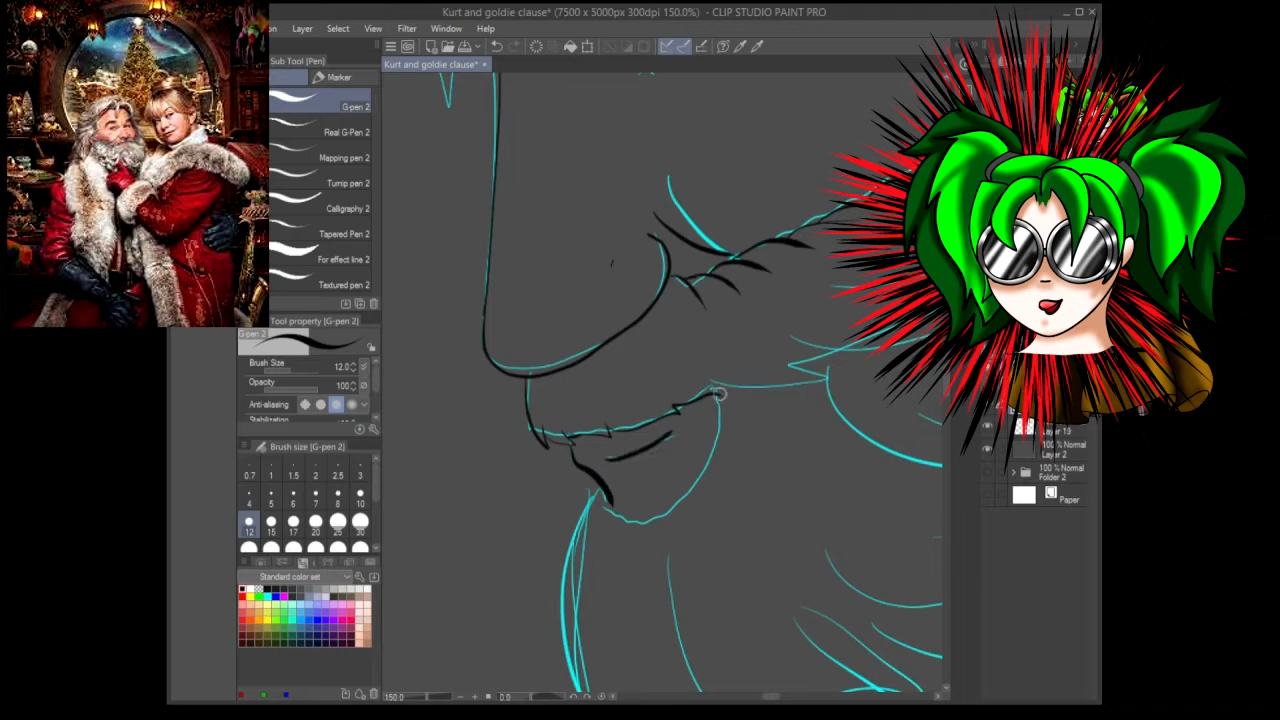 Kurt and goldie clause* (7500 x 5000px 300dpi 150.0%) - CLIP STUDIO PAINT PRO
Layer Select View Filter Window Help
Sub Tool [Pen]
Kurt and goldie clause*
Marker
G-pen 2
Real G-Pen 2
Mapping pen 2
Turnip pen 2
Calligraphy 2
Tapered Pen 2
For effect line 2
Textured pen 2
Tool property [G-pen 2]
G-pen 2
Brush Size 12.0
Opacity 100
Anti-aliasing
Brush size [G-pen 2]
0.7 1 1.5 2 2.5 3
4 5 6 7 8 10
12 15 17 20 25 30
Standard color set
Layer 19
100 % Normal
Layer 2
100 % Normal
Folder 2
Paper
150.0 0.0